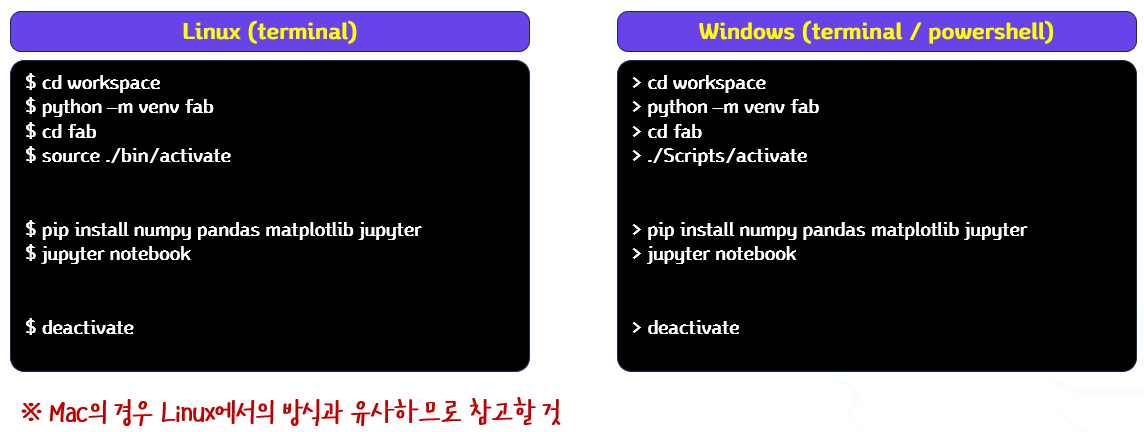 Linux (terminal)
$ cd workspace
$ python –m venv fab
$ cd fab
$ source ./bin/activate
$ pip install numpy pandas matplotlib jupyter
$ jupyter notebook
$ deactivate
Windows (terminal / powershell)
> cd workspace
> python –m venv fab
> cd fab
> ./Scripts/activate
> pip install numpy pandas matplotlib jupyter
> jupyter notebook
> deactivate
※ Mac의 경우 Linux에서의 방식과 유사하므로 참고할 것